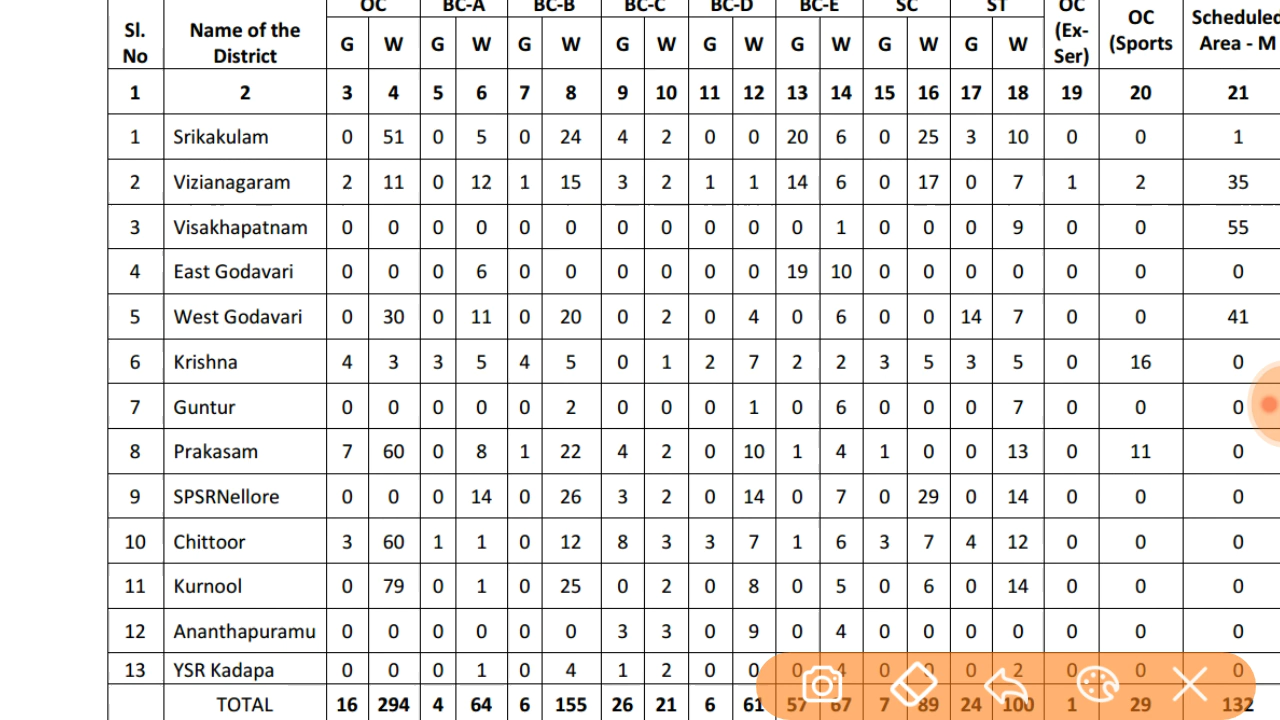 OC BC-A BC-B BC-C BC-D BC-E SC ST OC (Ex-Ser) OC (Sports Scheduled Area - M
Sl. No Name of the District G W G W G W G W G W G W G W G W
1 2 3 4 5 6 7 8 9 10 11 12 13 14 15 16 17 18 19 20 21
1 Srikakulam 0 51 0 5 0 24 4 2 0 0 20 6 0 25 3 10 0 0 1
2 Vizianagaram 2 11 0 12 1 15 3 2 1 1 14 6 0 17 0 7 1 2 35
3 Visakhapatnam 0 0 0 0 0 0 0 0 0 0 0 1 0 0 0 9 0 0 55
4 East Godavari 0 0 0 6 0 0 0 0 0 0 19 10 0 0 0 0 0 0 0
5 West Godavari 0 30 0 11 0 20 0 2 0 4 0 6 0 0 14 7 0 0 41
6 Krishna 4 3 3 5 4 5 0 1 2 7 2 2 3 5 3 5 0 16 0
7 Guntur 0 0 0 0 0 2 0 0 0 1 0 6 0 0 0 7 0 0 0
8 Prakasam 7 60 0 8 1 22 4 2 0 10 1 4 1 0 0 13 0 11 0
9 SPSRNellore 0 0 0 14 0 26 3 2 0 14 0 7 0 29 0 14 0 0 0
10 Chittoor 3 60 1 1 0 12 8 3 3 7 1 6 3 7 4 12 0 0 0
11 Kurnool 0 79 0 1 0 25 0 2 0 8 0 5 0 6 0 14 0 0 0
12 Ananthapuramu 0 0 0 0 0 0 3 3 0 9 0 4 0 0 0 0 0 0 0
13 YSR Kadapa 0 0 0 1 0 4 1 2 0 0 0 4 0 0 0 2 0 0 0
TOTAL 16 294 4 64 6 155 26 21 6 61 57 67 7 89 24 100 1 29 132